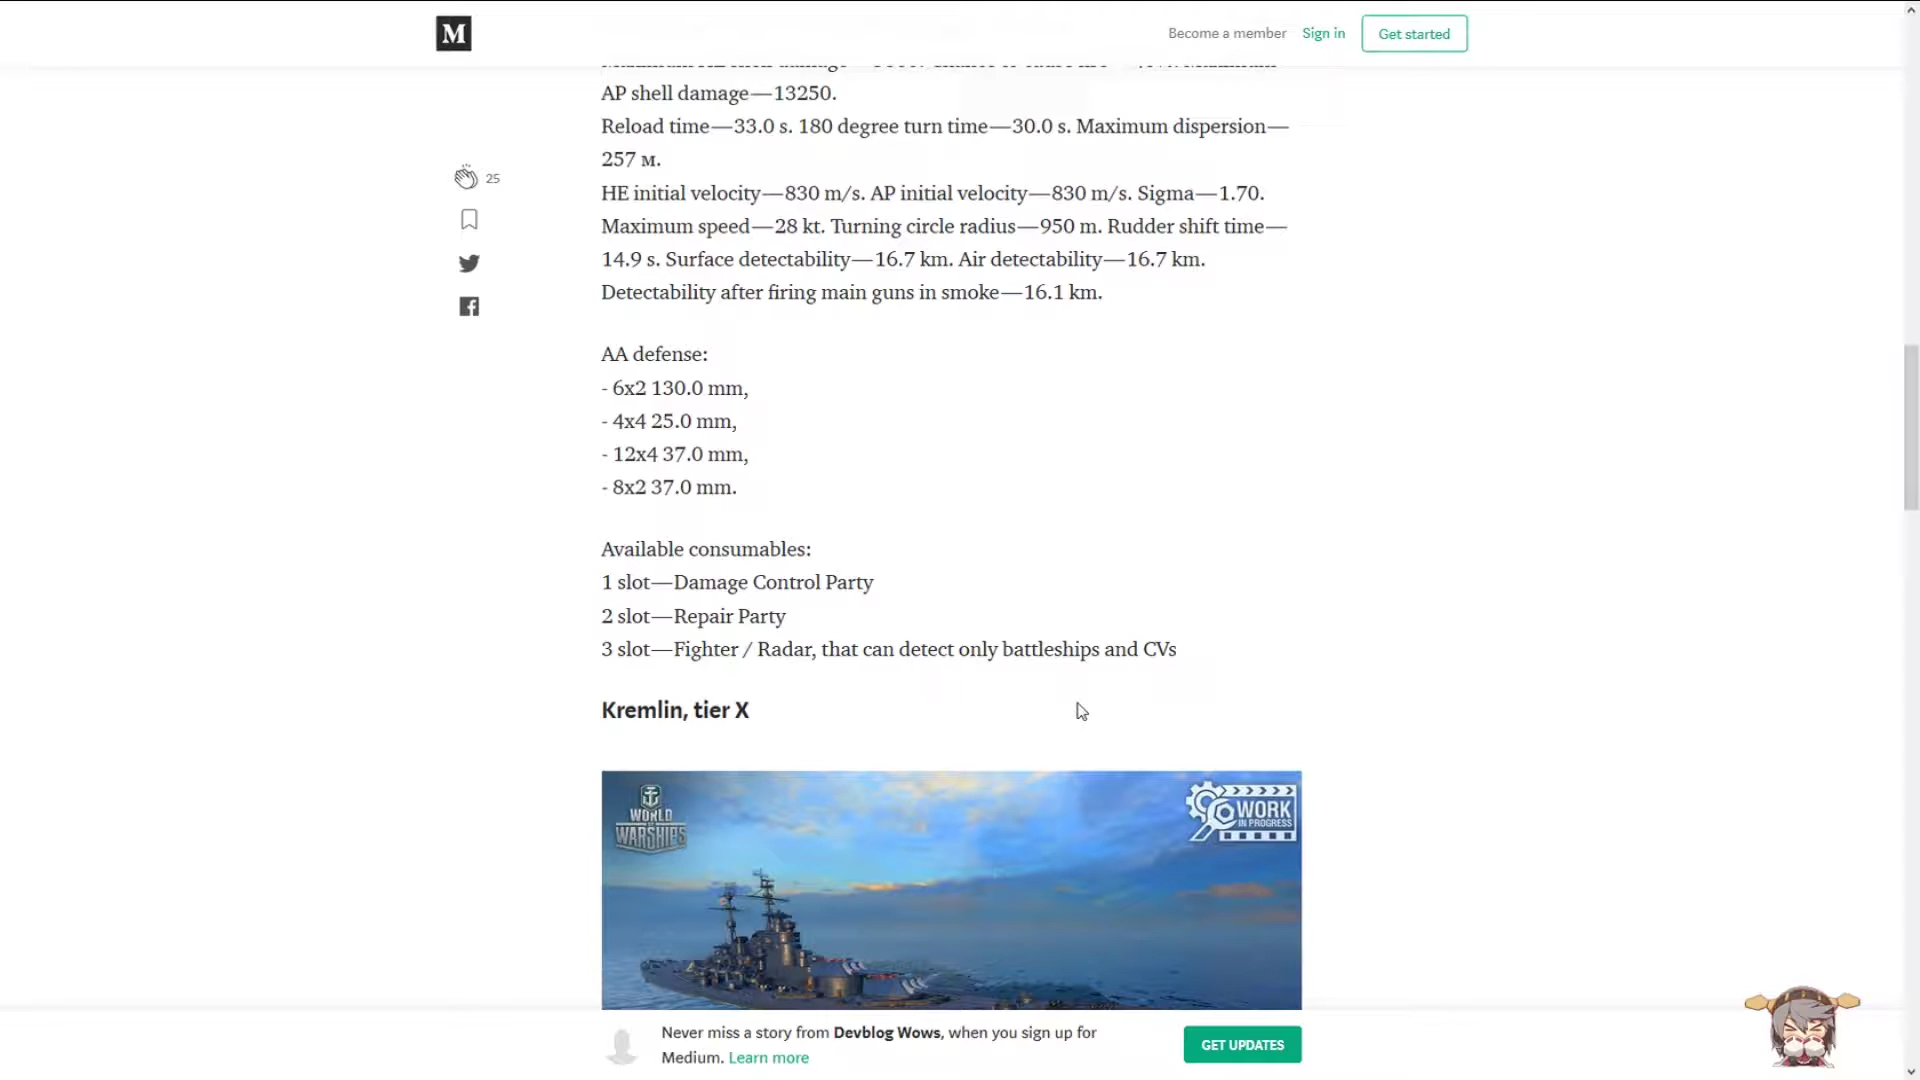 M
Become a member
Sign in
Get started
AP shell damage—13250.
Reload time—33.0 s. 180 degree turn time—30.0 s. Maximum dispersion—
257 м.
25
HE initial velocity—830 m/s. AP initial velocity—830 m/s. Sigma—1.70.
Maximum speed—28 kt. Turning circle radius—950 m. Rudder shift time—
14.9 s. Surface detectability—16.7 km. Air detectability—16.7 km.
Detectability after firing main guns in smoke—16.1 km.
AA defense:
- 6x2 130.0 mm,
- 4x4 25.0 mm,
- 12x4 37.0 mm,
- 8x2 37.0 mm.
Available consumables:
1 slot—Damage Control Party
2 slot—Repair Party
3 slot—Fighter / Radar, that can detect only battleships and CVs
Kremlin, tier X
WORLD
OF
WARSHIPS
WORK
IN PROGRESS
Never miss a story from Devblog Wows, when you sign up for
Medium. Learn more
GET UPDATES